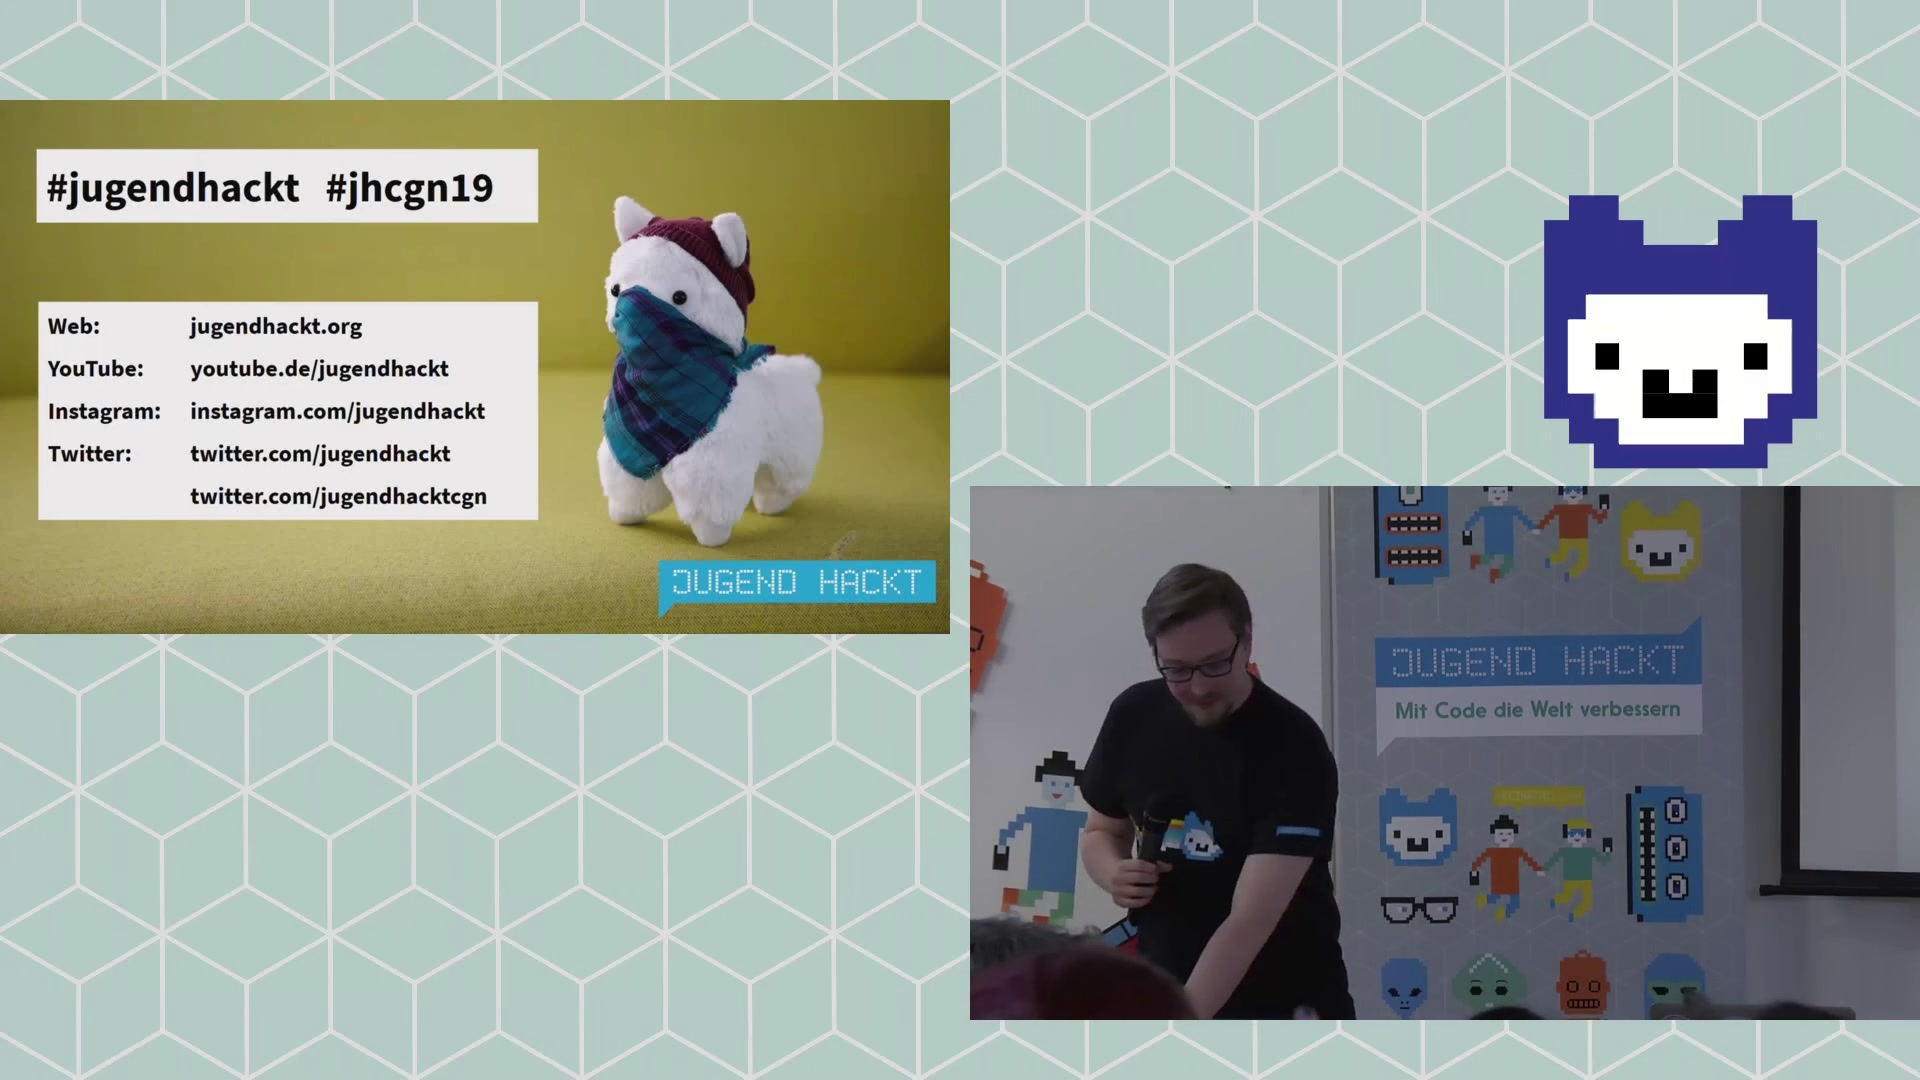 #jugendhackt #jhcgn19
Web: jugendhackt.org
YouTube: youtube.de/jugendhackt
Instagram: instagram.com/jugendhackt
Twitter: twitter.com/jugendhackt
twitter.com/jugendhacktcgn
JUGEND HACKT
JUGEND HACKT
Mit Code die Welt verbessern